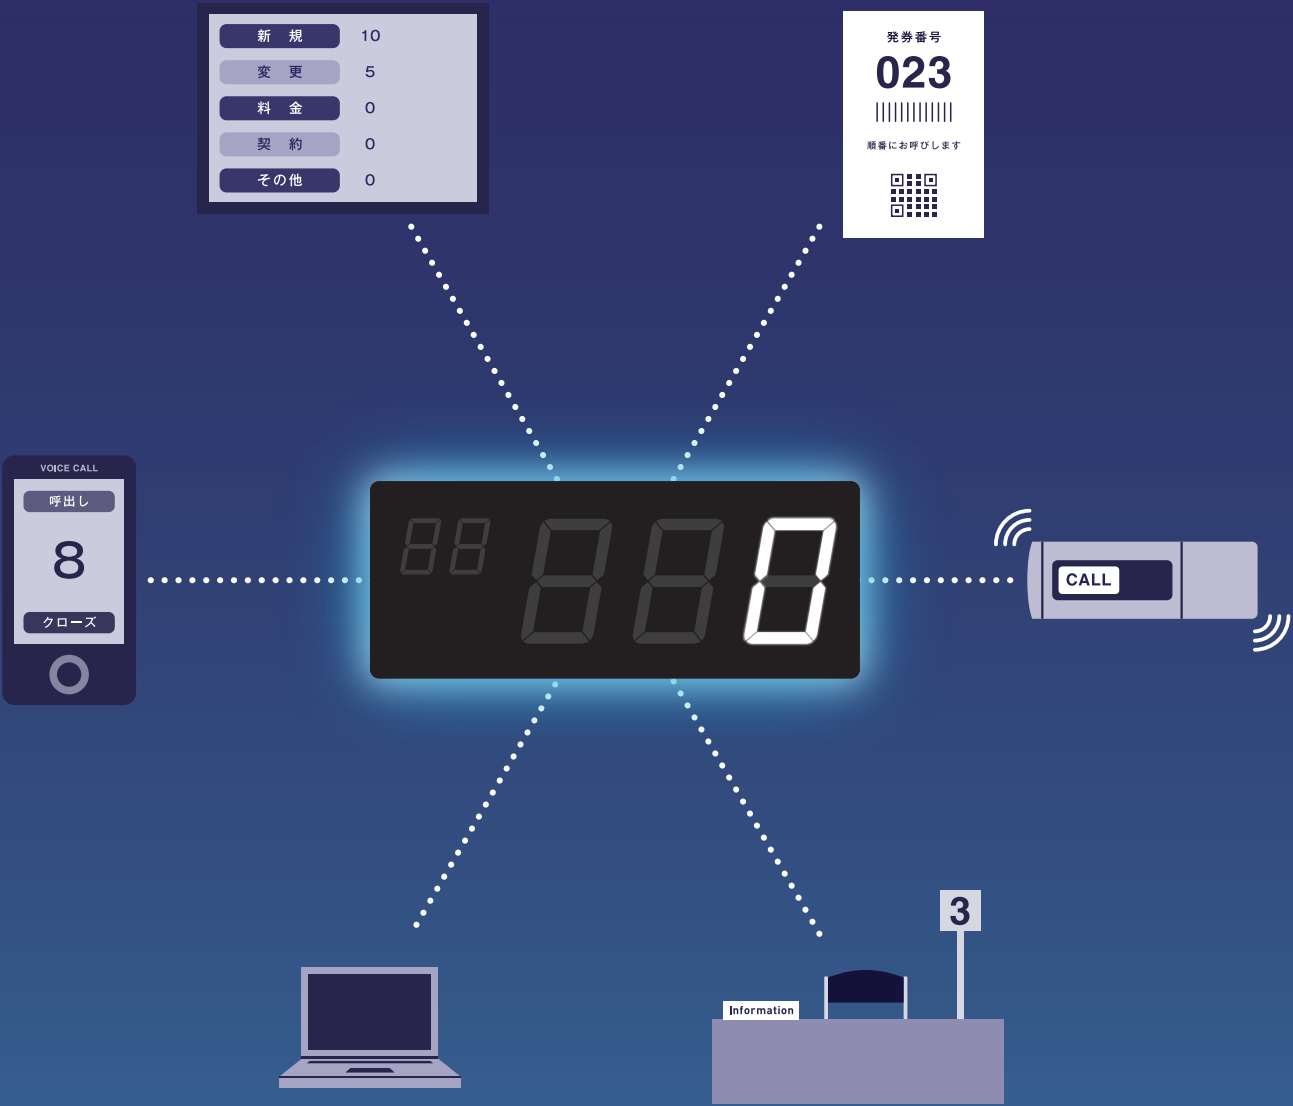 新 規 10
変 更 5
料 金 0
契 約 0
その他 0
発券番号
023
順番にお呼びします
VOICE CALL
呼出し
8
クローズ
0
CALL
3
Information